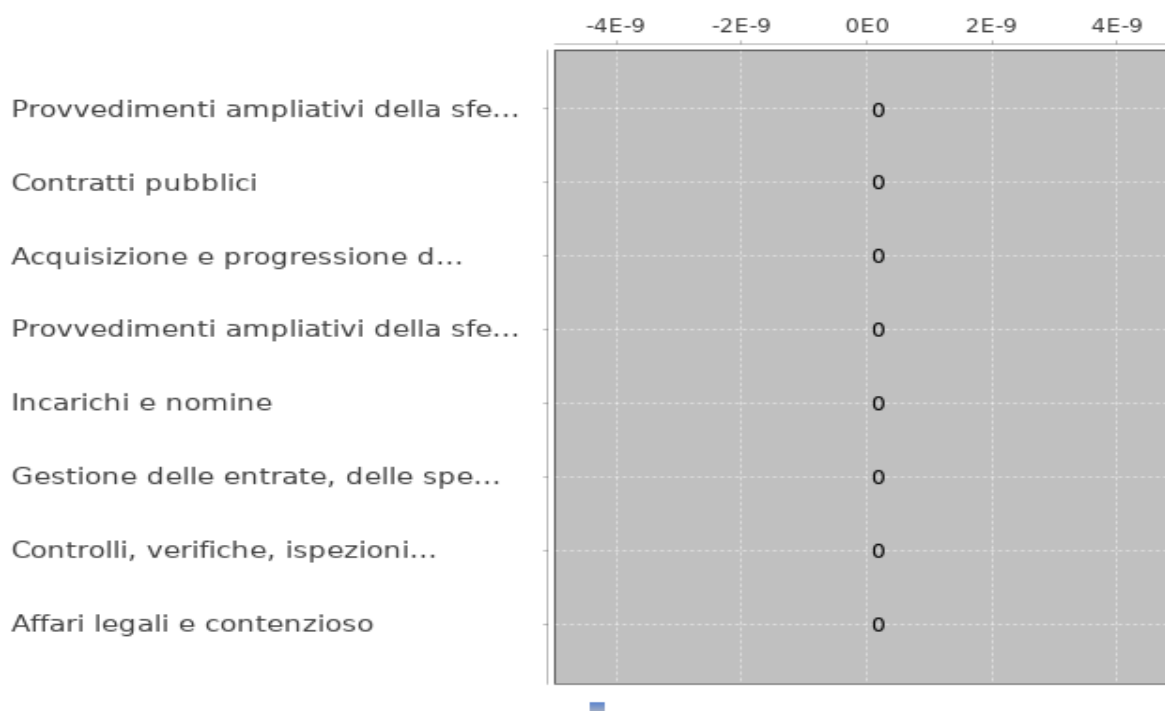 -4E-9 -2E-9 0E0 2E-9 4E-9
Provvedimenti ampliativi della sfe... 0
Contratti pubblici 0
Acquisizione e progressione d... 0
Provvedimenti ampliativi della sfe... 0
Incarichi e nomine 0
Gestione delle entrate, delle spe... 0
Controlli, verifiche, ispezioni... 0
Affari legali e contenzioso 0